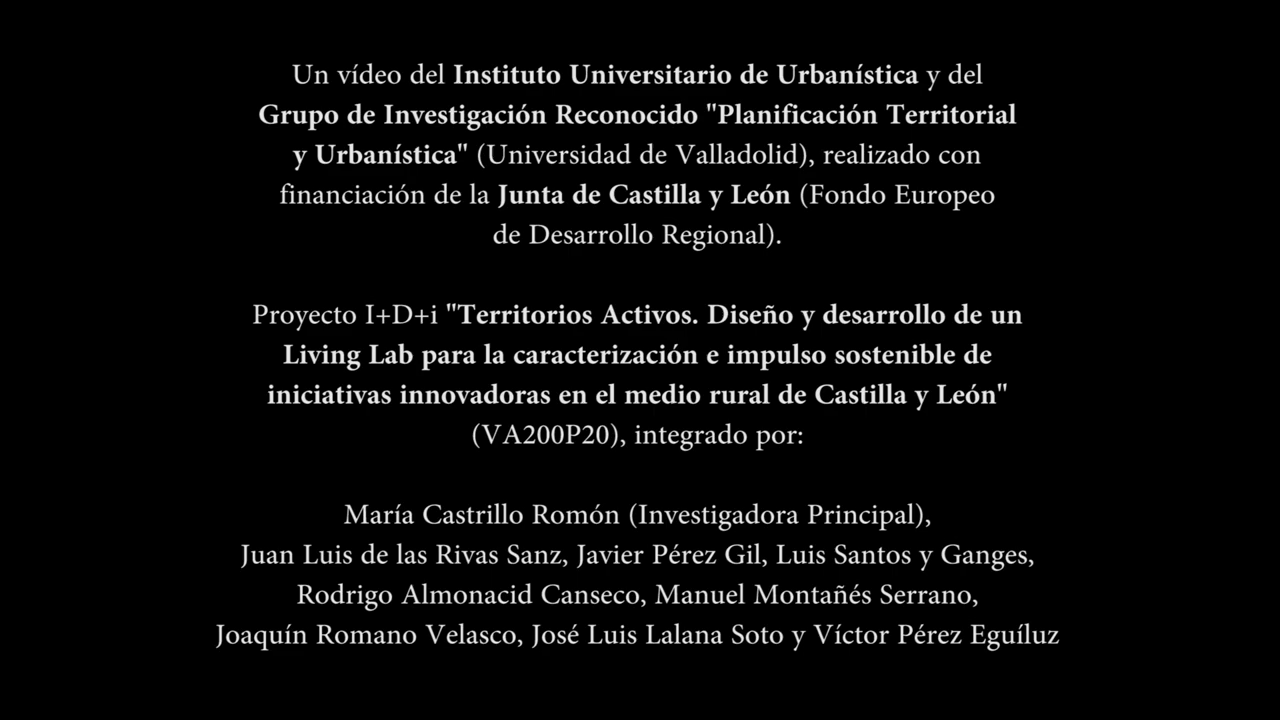 Un vídeo del Instituto Universitario de Urbanística y del
Grupo de Investigación Reconocido "Planificación Territorial
y Urbanística" (Universidad de Valladolid), realizado con
financiación de la Junta de Castilla y León (Fondo Europeo
de Desarrollo Regional).
Proyecto I+D+i "Territorios Activos. Diseño y desarrollo de un
Living Lab para la caracterización e impulso sostenible de
iniciativas innovadoras en el medio rural de Castilla y León"
(VA200P20), integrado por:
María Castrillo Romón (Investigadora Principal),
Juan Luis de las Rivas Sanz, Javier Pérez Gil, Luis Santos y Ganges,
Rodrigo Almonacid Canseco, Manuel Montañés Serrano,
Joaquín Romano Velasco, José Luis Lalana Soto y Víctor Pérez Eguíluz